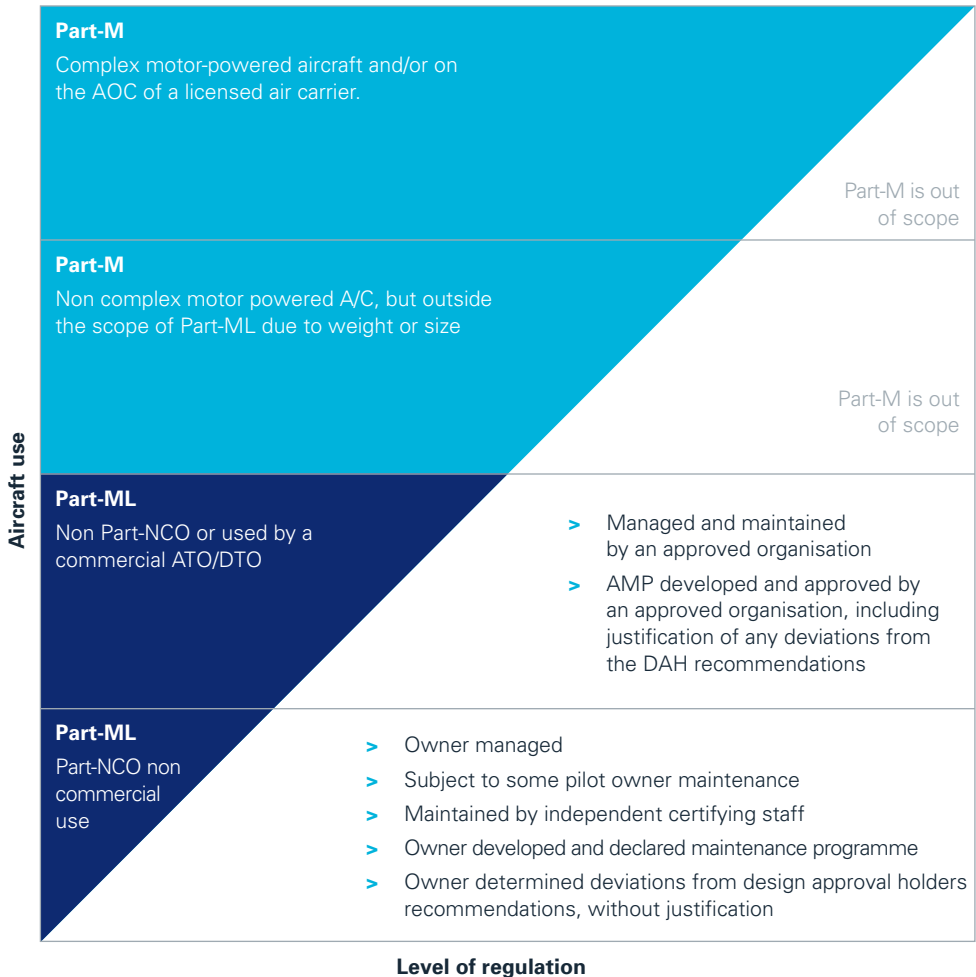 Part-M
Complex motor-powered aircraft and/or on
the AOC of a licensed air carrier.
Part-M is out
of scope
Part-M
Non complex motor powered A/C, but outside
the scope of Part-ML due to weight or size
Part-M is out
of scope
Aircraft use
Part-ML
Non Part-NCO or used by a
commercial ATO/DTO
> Managed and maintained
by an approved organisation
> AMP developed and approved by
an approved organisation, including
justification of any deviations from
the DAH recommendations
Part-ML
Part-NCO non
commercial
use
> Owner managed
> Subject to some pilot owner maintenance
> Maintained by independent certifying staff
> Owner developed and declared maintenance programme
> Owner determined deviations from design approval holders
recommendations, without justification
Level of regulation